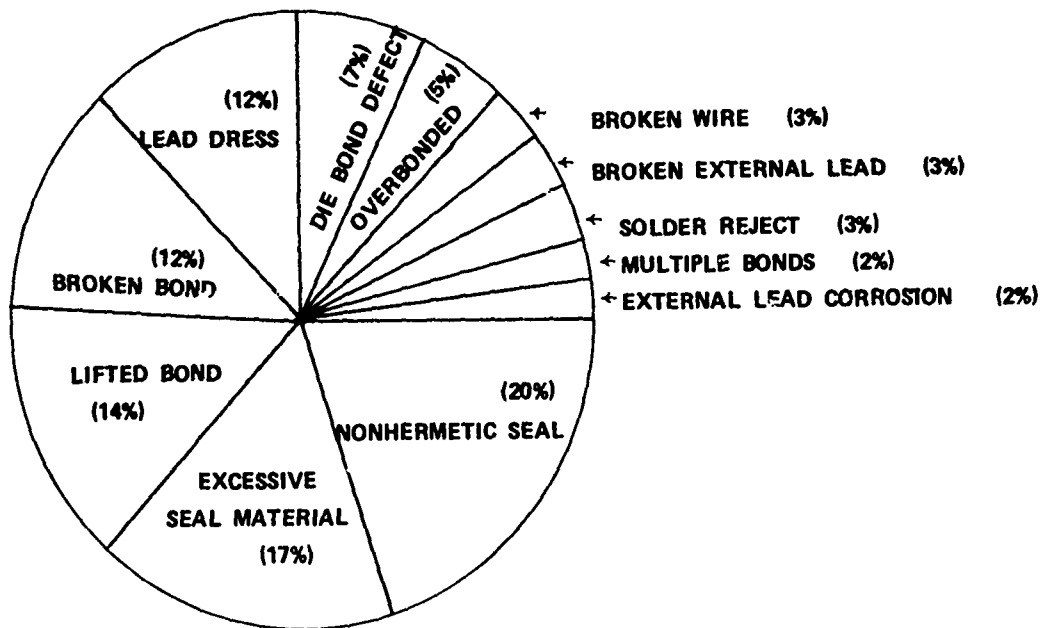 (7%)
DIE BOND DEFECT
(5%)
OVERBONDED
BROKEN WIRE (3%)
BROKEN EXTERNAL LEAD (3%)
SOLDER REJECT (3%)
MULTIPLE BONDS (2%)
EXTERNAL LEAD CORROSION (2%)
(20%)
NONHERMETIC SEAL
EXCESSIVE
SEAL MATERIAL
(17%)
LIFTED BOND
(14%)
(12%)
BROKEN BOND
(12%)
LEAD DRESS